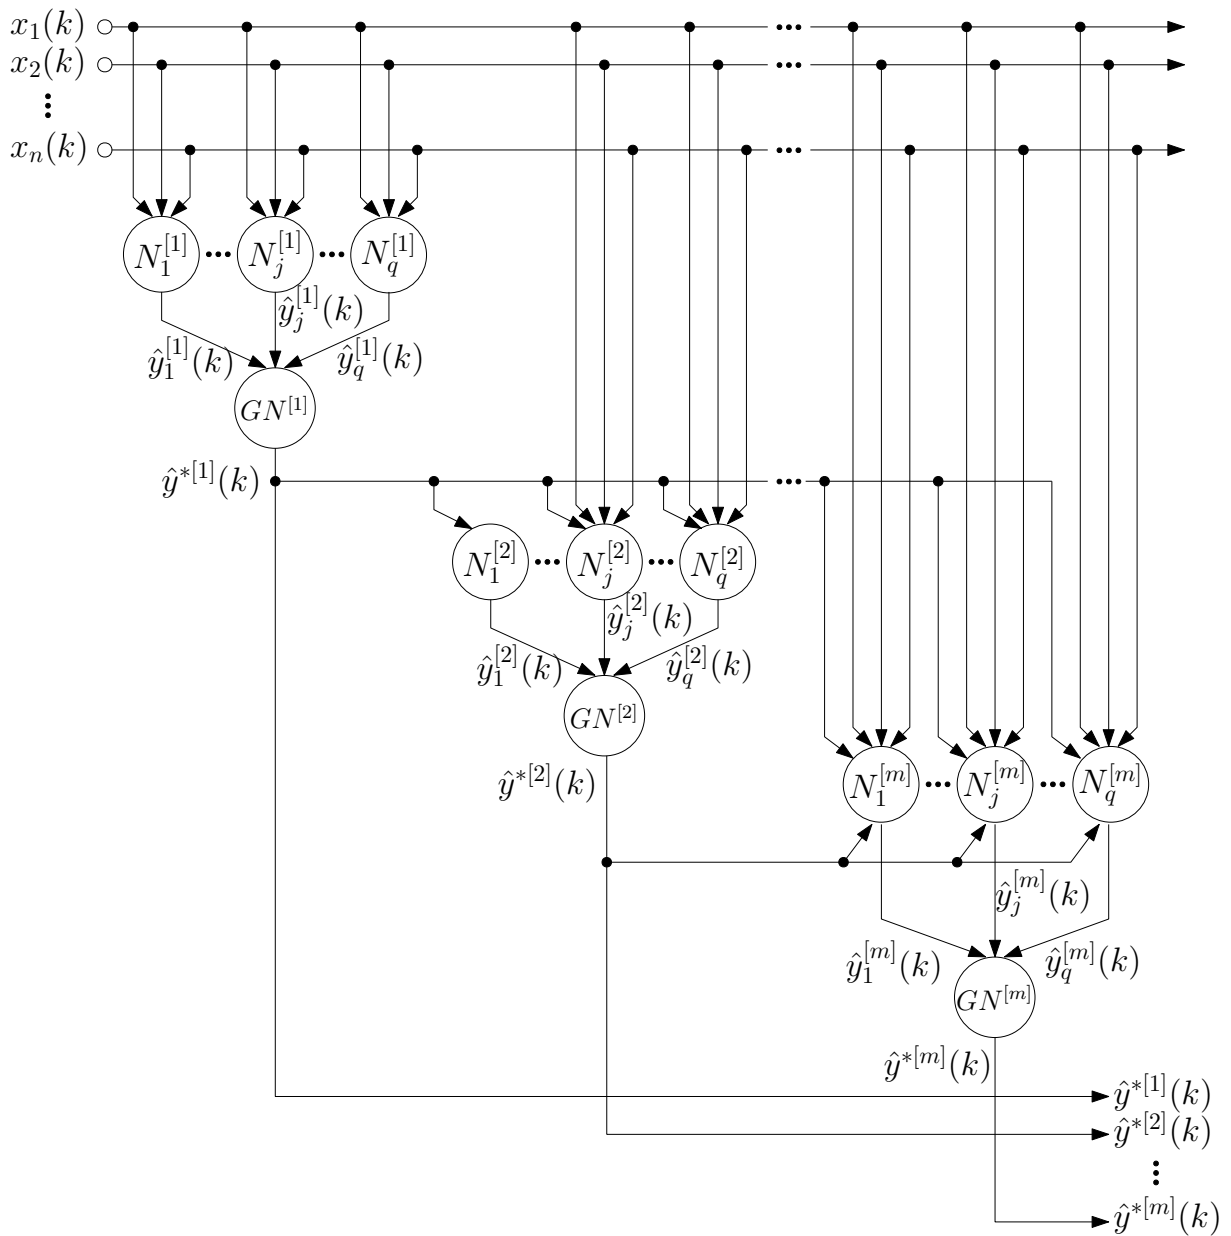 x_1(k)
x_2(k)
⋮
x_n(k)
...
...
...
N_1^{[1]} ... N_j^{[1]} ... N_q^{[1]}
ŷ_j^{[1]}(k)
ŷ_1^{[1]}(k) ŷ_q^{[1]}(k)
GN^{[1]}
ŷ^{*[1]}(k) ...
N_1^{[2]} ... N_j^{[2]} ... N_q^{[2]}
ŷ_j^{[2]}(k)
ŷ_1^{[2]}(k) ŷ_q^{[2]}(k)
GN^{[2]}
ŷ^{*[2]}(k)
N_1^{[m]} ... N_j^{[m]} ... N_q^{[m]}
ŷ_j^{[m]}(k)
ŷ_1^{[m]}(k) ŷ_q^{[m]}(k)
GN^{[m]}
ŷ^{*[m]}(k)
ŷ^{*[1]}(k)
ŷ^{*[2]}(k)
⋮
ŷ^{*[m]}(k)